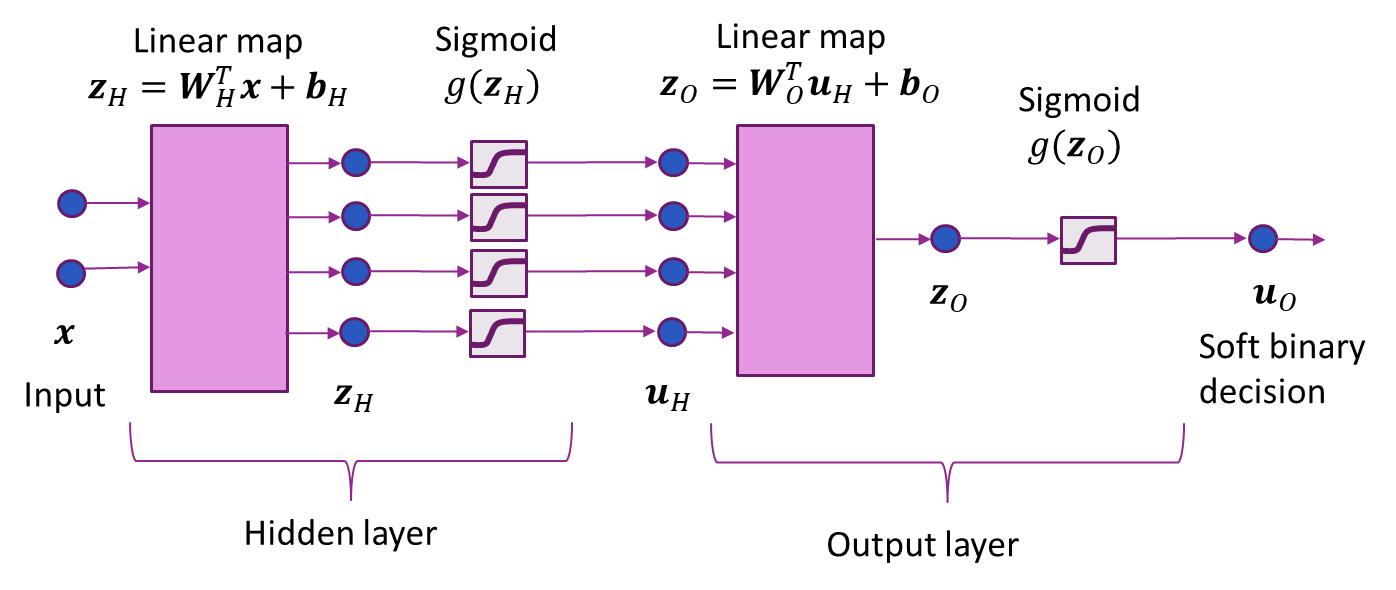 Linear map
𝒛_H = 𝑾_H^T 𝒙 + 𝒃_H
Sigmoid
g(𝒛_H)
Linear map
𝒛_O = 𝑾_O^T 𝒖_H + 𝒃_O
Sigmoid
g(𝒛_O)
𝒙
Input
𝒛_H
𝒖_H
𝒛_O
𝒖_O
Soft binary
decision
Hidden layer
Output layer